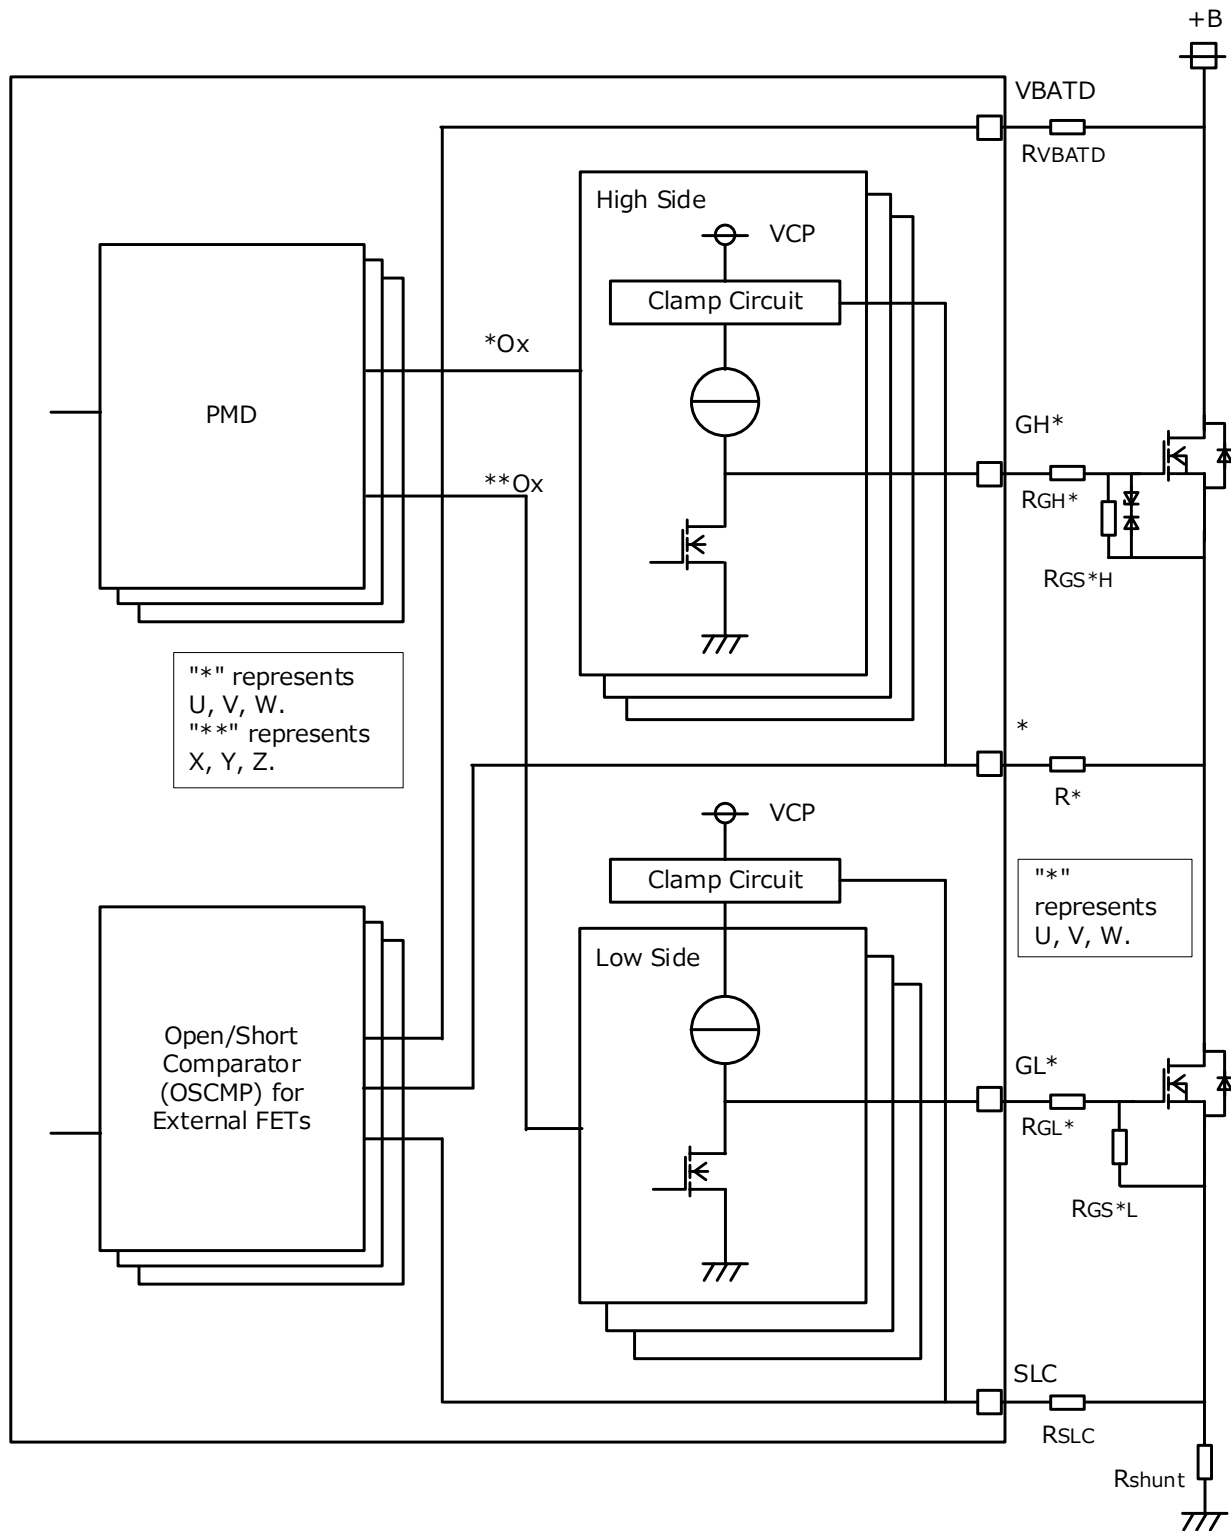 +B
VBATD
RVBATD
High Side
VCP
Clamp Circuit
*Ox
PMD
GH*
**Ox
RGH*
RGS*H
"*" represents
U, V, W.
"**" represents
X, Y, Z.
*
R*
VCP
Clamp Circuit
"*"
represents
U, V, W.
Low Side
Open/Short
Comparator
(OSCMP) for
External FETs
GL*
RGL*
RGS*L
SLC
RSLC
Rshunt